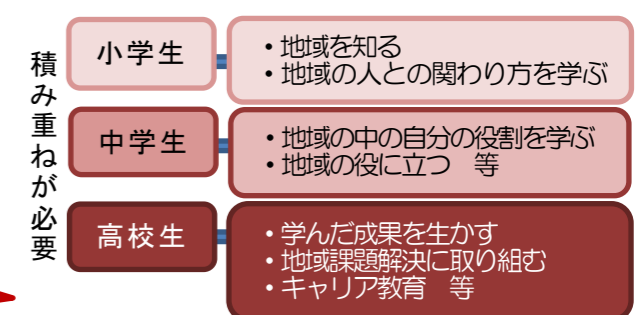 積み重ねが必要
小学生
・地域を知る
・地域の人との関わり方を学ぶ
中学生
・地域の中の自分の役割を学ぶ
・地域の役に立つ　等
高校生
・学んだ成果を生かす
・地域課題解決に取り組む
・キャリア教育　等